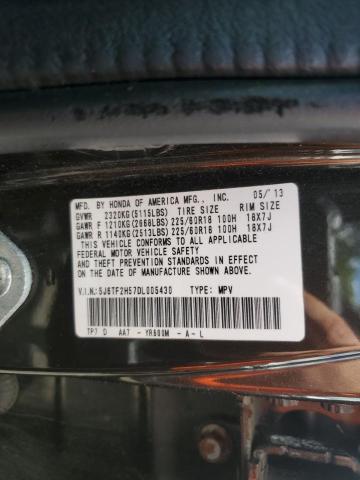 MFD. BY HONDA OF AMERICA MFG., INC. 05/'13
GVWR 2320KG(5115LBS) TIRE SIZE RIM SIZE
GAWR F 1210KG(2668LBS) 225/60R18 100H 18X7J
GAWR R 1140KG(2513LBS) 225/60R18 100H 18X7J
THIS VEHICLE CONFORMS TO ALL APPLICABLE
FEDERAL MOTOR VEHICLE SAFETY
AND THEFT PREVENTION STANDARDS IN EFFECT
ON THE DATE OF MANUFACTURE SHOWN ABOVE.
V.I.N:5J6TF2H57DL005430 TYPE: MPV
TP7 D AA7 - YR600M -A-L